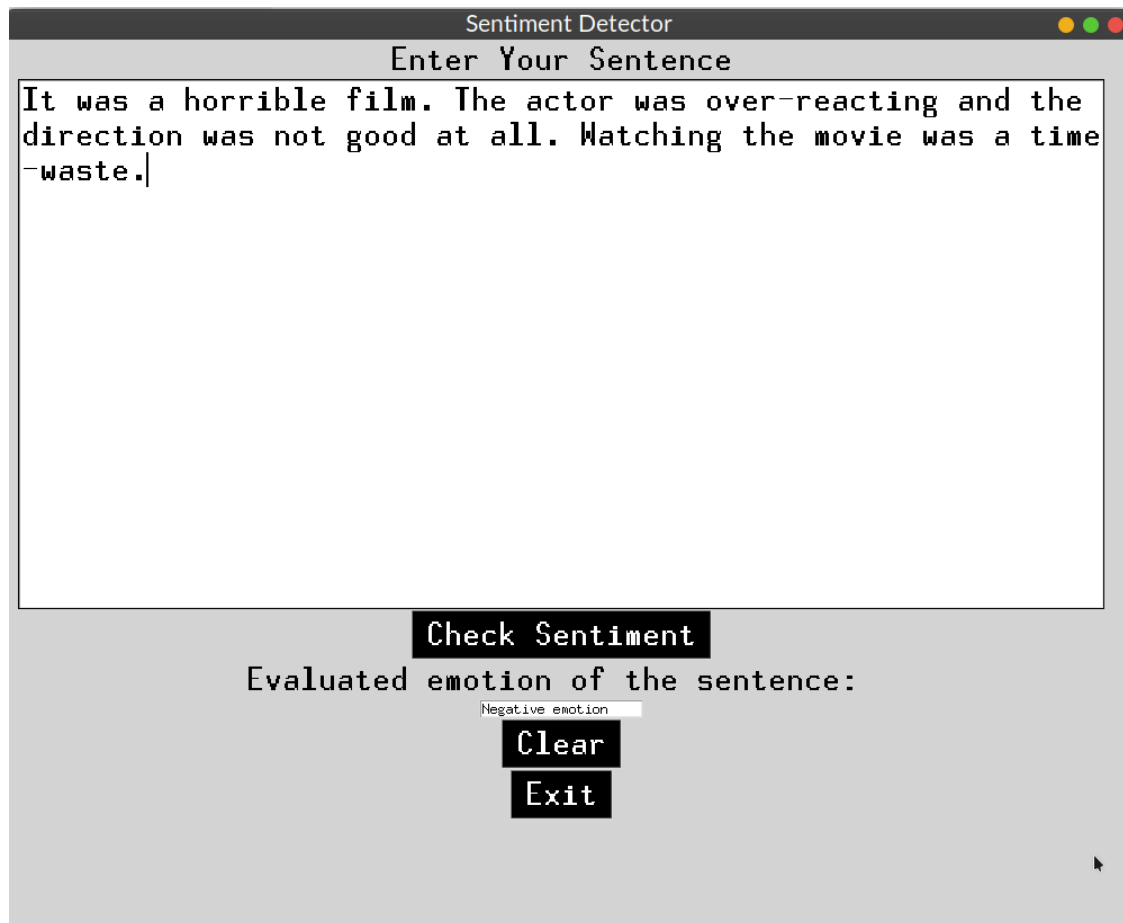 Sentiment Detector
Enter Your Sentence
It was a horrible film. The actor was over-reacting and the
direction was not good at all. Watching the movie was a time
-waste.
Check Sentiment
Evaluated emotion of the sentence:
Negative emotion
Clear
Exit